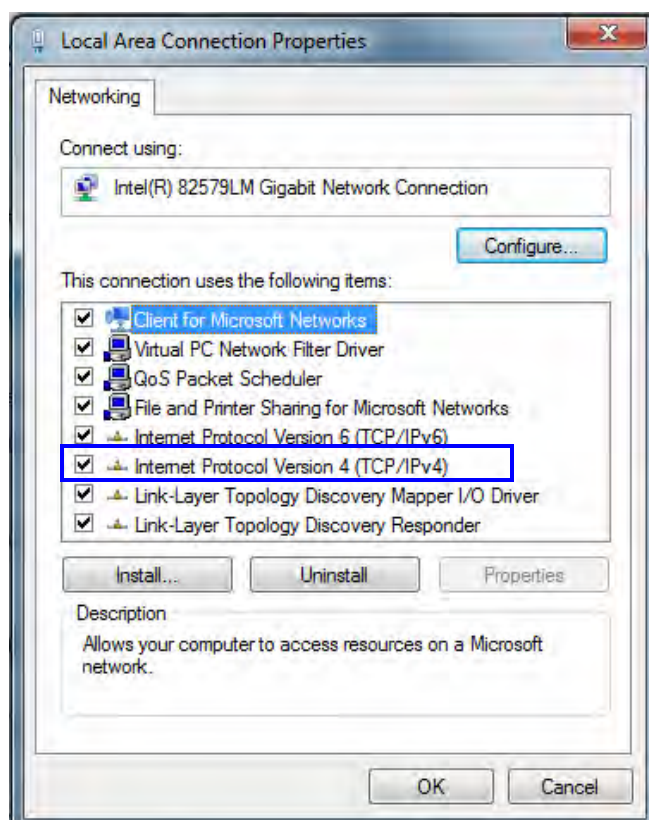 Local Area Connection Properties
Networking
Connect using:
Intel(R) 82579LM Gigabit Network Connection
Configure...
This connection uses the following items:
Client for Microsoft Networks
Virtual PC Network Filter Driver
QoS Packet Scheduler
File and Printer Sharing for Microsoft Networks
Internet Protocol Version 6 (TCP/IPv6)
Internet Protocol Version 4 (TCP/IPv4)
Link-Layer Topology Discovery Mapper I/O Driver
Link-Layer Topology Discovery Responder
Install... Uninstall Properties
Description
Allows your computer to access resources on a Microsoft
network.
OK Cancel